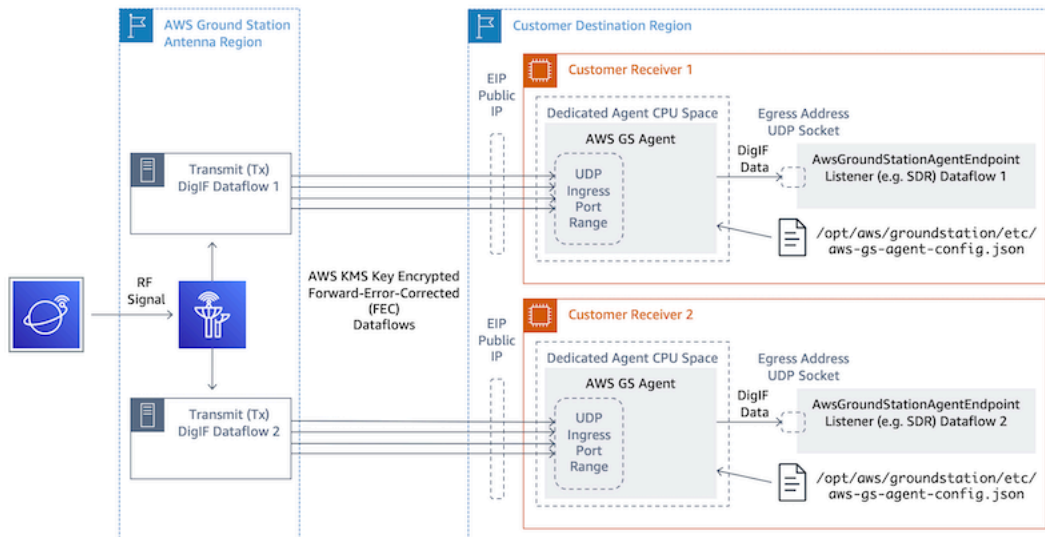 AWS Ground Station
Antenna Region
Customer Destination Region
EIP
Public
IP
Customer Receiver 1
Dedicated Agent CPU Space
AWS GS Agent
Egress Address
UDP Socket
Transmit (Tx)
DigIF Dataflow 1
UDP
Ingress
Port
Range
DigIF
Data
AwsGroundStationAgentEndpoint
Listener (e.g. SDR) Dataflow 1
/opt/aws/groundstation/etc/
aws-gs-agent-config.json
RF
Signal
AWS KMS Key Encrypted
Forward-Error-Corrected
(FEC)
Dataflows
EIP
Public
IP
Customer Receiver 2
Dedicated Agent CPU Space
AWS GS Agent
Egress Address
UDP Socket
Transmit (Tx)
DigIF Dataflow 2
UDP
Ingress
Port
Range
DigIF
Data
AwsGroundStationAgentEndpoint
Listener (e.g. SDR) Dataflow 2
/opt/aws/groundstation/etc/
aws-gs-agent-config.json